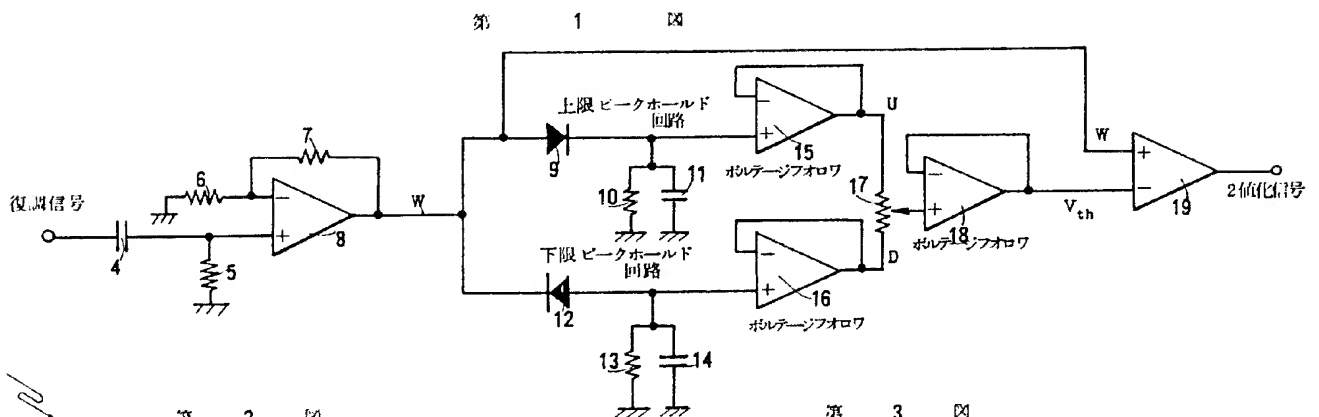 第 1 図
上限ピークホールド
回路
15
U
ボルテージフオロワ
W
7
9
10
11
17
6
復調信号
W
8
18
V_th
19
2値化信号
ボルテージフオロワ
4
5
下限ピークホールド
回路
D
12
16
ボルテージフオロワ
13
14
第 2 図
第 3 図